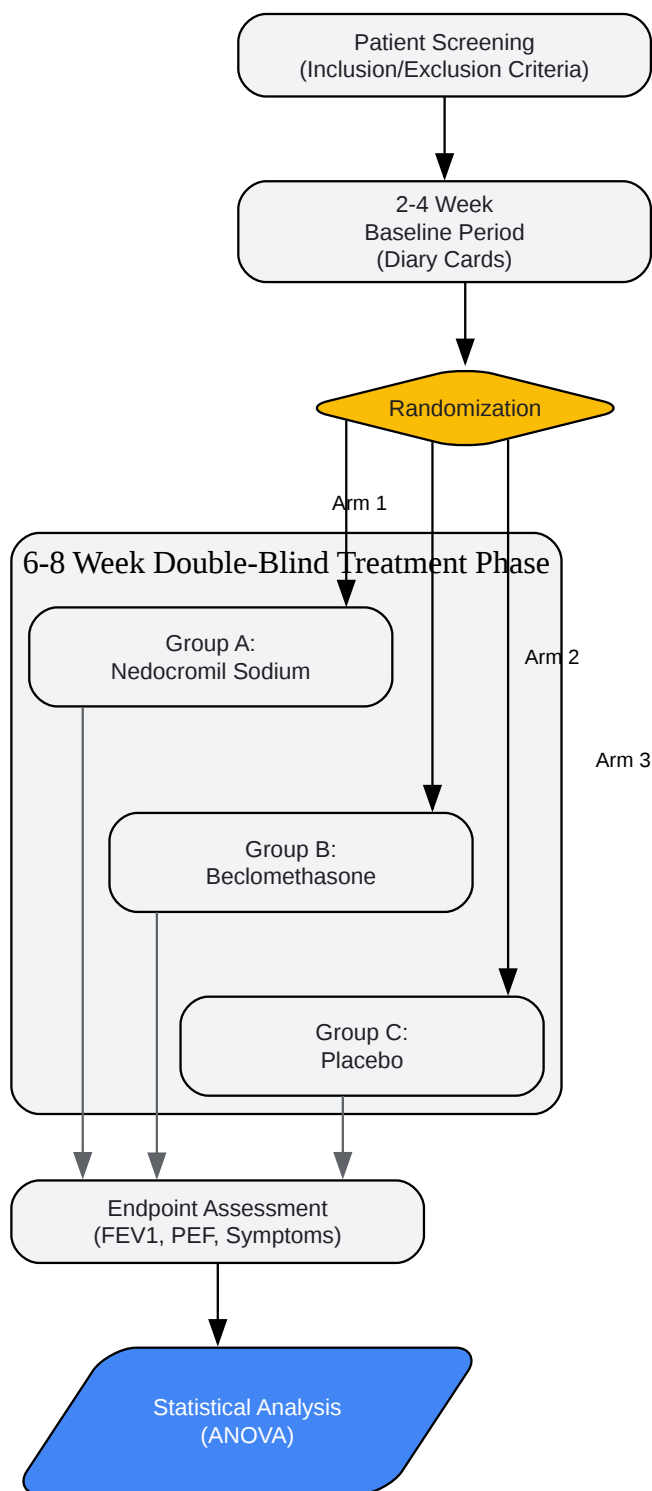 Patient Screening
(Inclusion/Exclusion Criteria)
2-4 Week
Baseline Period
(Diary Cards)
Randomization
Arm 1
6-8 Week Double-Blind Treatment Phase
Group A:
Nedocromil Sodium
Arm 2
Arm 3
Group B:
Beclomethasone
Group C:
Placebo
Endpoint Assessment
(FEV1, PEF, Symptoms)
Statistical Analysis
(ANOVA)